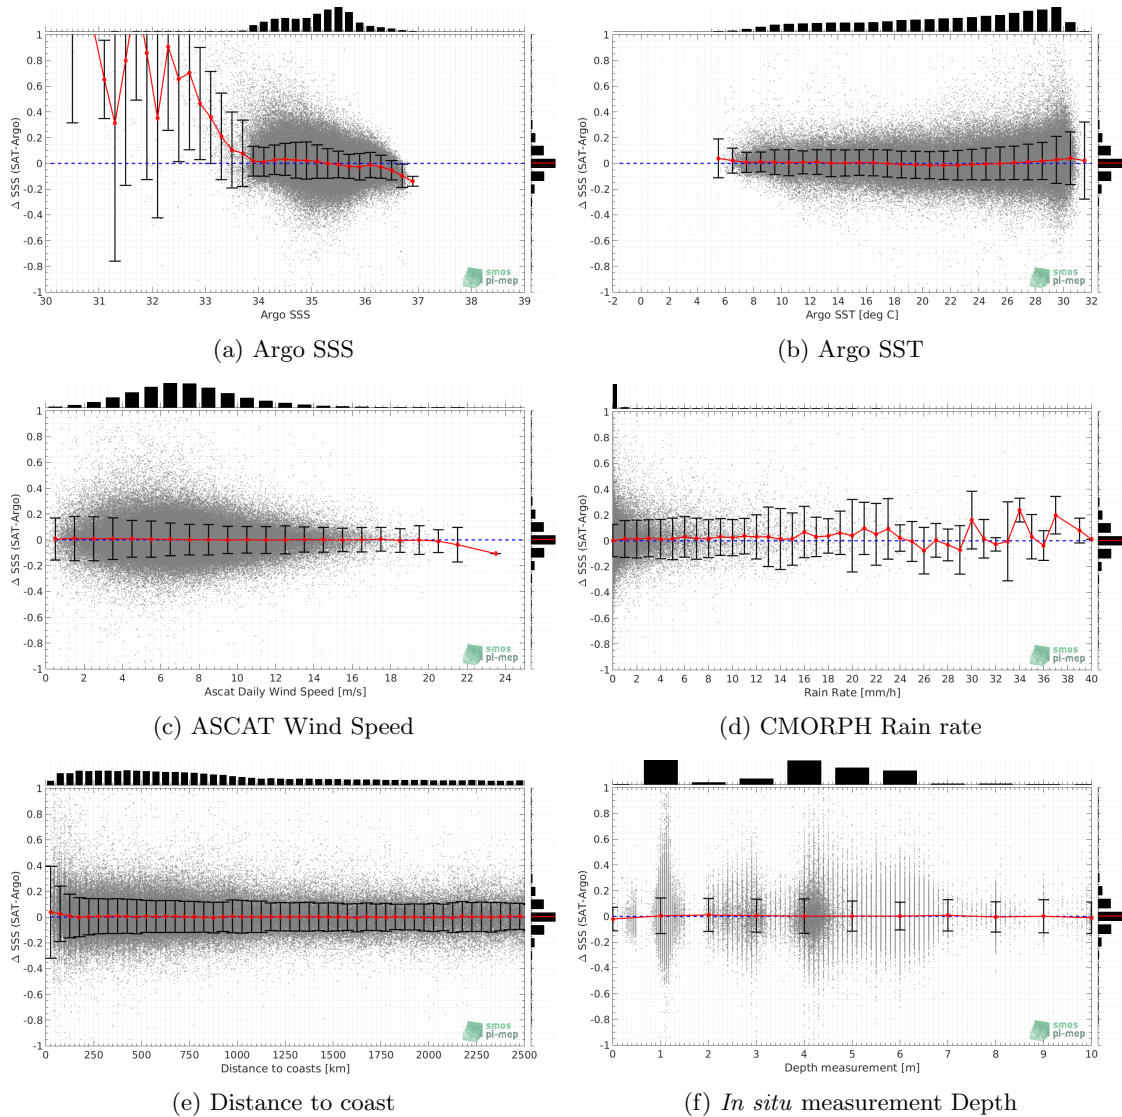 1
0.8
0.6
0.4
0.2
0
-0.2
-0.4
-0.6
-0.8
-1
Δ SSS (SAT-Argo)
30 31 32 33 34 35 36 37 38 39
Argo SSS
smos
pi-mep
(a) Argo SSS
1
0.8
0.6
0.4
0.2
0
-0.2
-0.4
-0.6
-0.8
-1
Δ SSS (SAT-Argo)
-2 0 2 4 6 8 10 12 14 16 18 20 22 24 26 28 30 32
Argo SST [deg C]
smos
pi-mep
(b) Argo SST
1
0.8
0.6
0.4
0.2
0
-0.2
-0.4
-0.6
-0.8
-1
Δ SSS (SAT-Argo)
0 2 4 6 8 10 12 14 16 18 20 22 24
Ascat Daily Wind Speed [m/s]
smos
pi-mep
(c) ASCAT Wind Speed
1
0.8
0.6
0.4
0.2
0
-0.2
-0.4
-0.6
-0.8
-1
Δ SSS (SAT-Argo)
0 2 4 6 8 10 12 14 16 18 20 22 24 26 28 30 32 34 36 38 40
Rain Rate [mm/h]
smos
pi-mep
(d) CMORPH Rain rate
1
0.8
0.6
0.4
0.2
0
-0.2
-0.4
-0.6
-0.8
-1
Δ SSS (SAT-Argo)
0 250 500 750 1000 1250 1500 1750 2000 2250 2500
Distance to coasts [km]
smos
pi-mep
(e) Distance to coast
1
0.8
0.6
0.4
0.2
0
-0.2
-0.4
-0.6
-0.8
-1
Δ SSS (SAT-Argo)
0 1 2 3 4 5 6 7 8 9 10
Depth measurement [m]
smos
pi-mep
(f) In situ measurement Depth